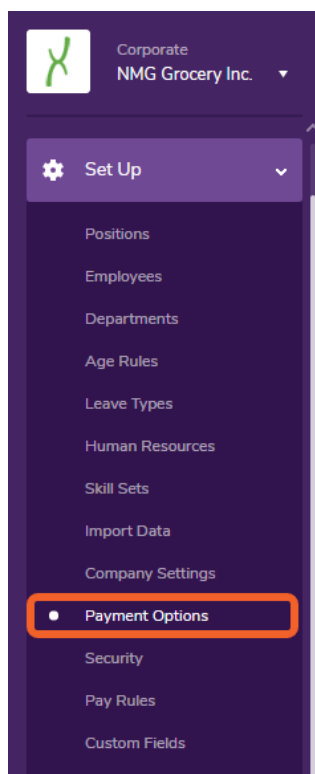 Corporate
NMG Grocery Inc.
Set Up
Positions
Employees
Departments
Age Rules
Leave Types
Human Resources
Skill Sets
Import Data
Company Settings
Payment Options
Security
Pay Rules
Custom Fields